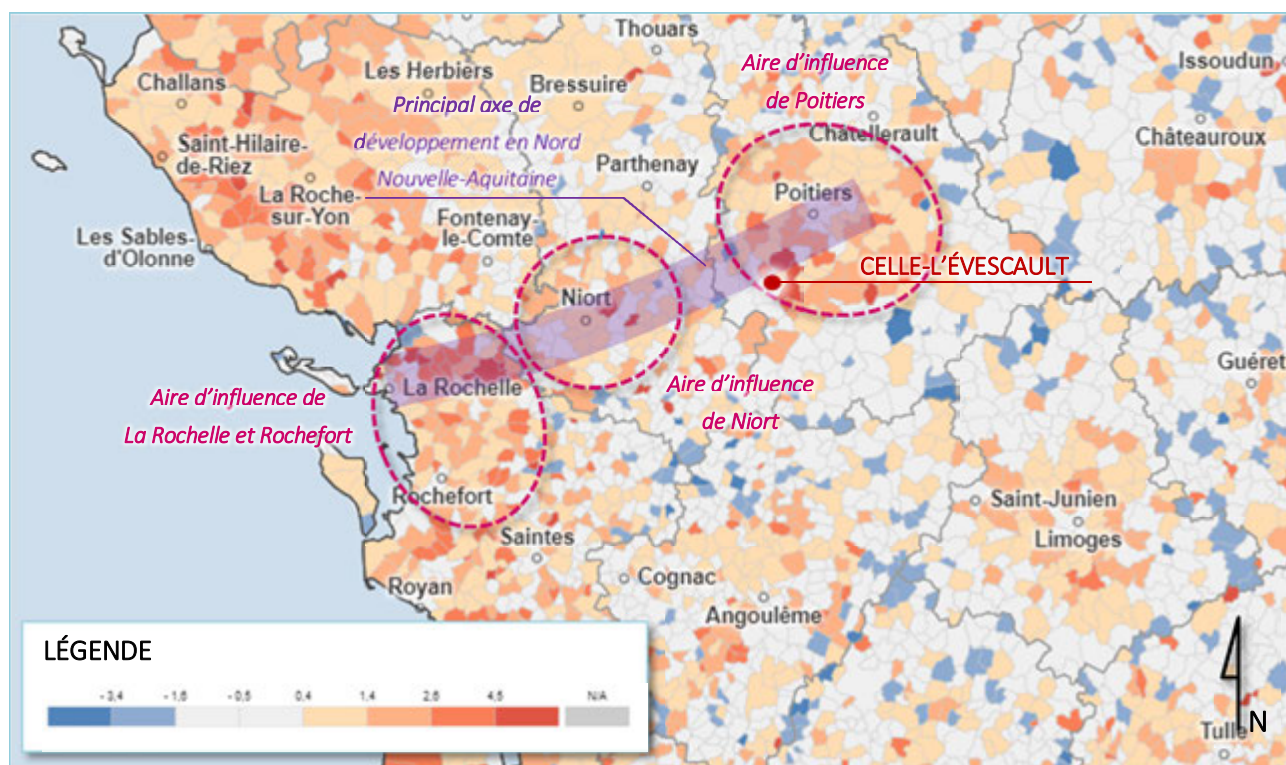 Thouars
Aire d'influence
de Poitiers
Issoudun
Challans
Les Herbiers
Bressuire
Principal axe de
développement en Nord
Nouvelle-Aquitaine
Châtellerault
Châteauroux
Saint-Hilaire-
de-Riez
Parthenay
La Roche-
sur-Yon
Poitiers
Fontenay-
le-Comte
Les Sables-
d'Olonne
CELLE-L'ÉVESCAULT
Niort
Guéret
La Rochelle
Aire d'influence de
La Rochelle et Rochefort
Aire d'influence
de Niort
Rochefort
Saint-Junien
Limoges
Saintes
Cognac
Royan
Angoulême
LÉGENDE
- 3,4 - 1,6 - 0,5 0,4 1,4 2,6 4,5 N/A
N
Tulle